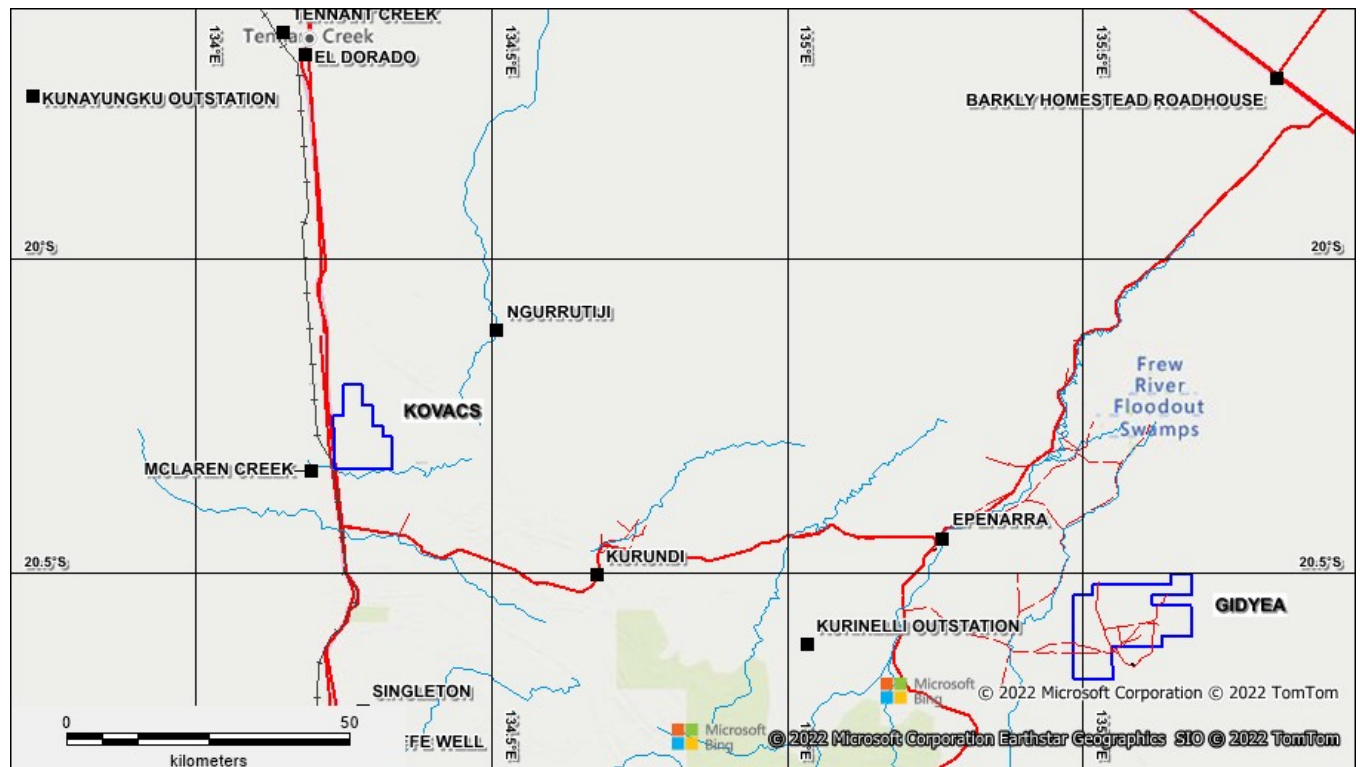 TENNANT CREEK
Tennant Creek
EL DORADO
134°E
134.5°E
135°E
135.5°E
KUNAYUNGKU OUTSTATION
BARKLY HOMESTEAD ROADHOUSE
20°S
20°S
NGURRUTIJI
KOVACS
Frew
River
Floodout
Swamps
MCLAREN CREEK
EPENARRA
20.5°S
20.5°S
KURUNDI
GIDYEA
KURINELLI OUTSTATION
SINGLETON
Microsoft
Bing
© 2022 Microsoft Corporation © 2022 TomTom
0
50
kilometers
FE WELL
134.5°E
Microsoft
Bing
© 2022 Microsoft Corporation Earthstar Geographics SIO © 2022 TomTom